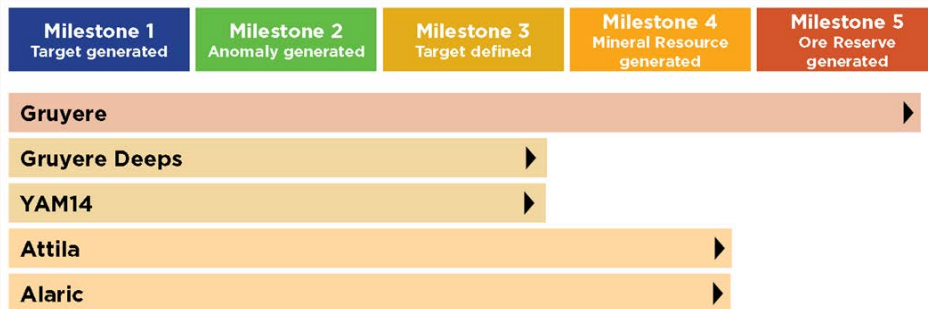 Milestone 1
Target generated
Milestone 2
Anomaly generated
Milestone 3
Target defined
Milestone 4
Mineral Resource
generated
Milestone 5
Ore Reserve
generated
Gruyere
Gruyere Deeps
YAM14
Attila
Alaric